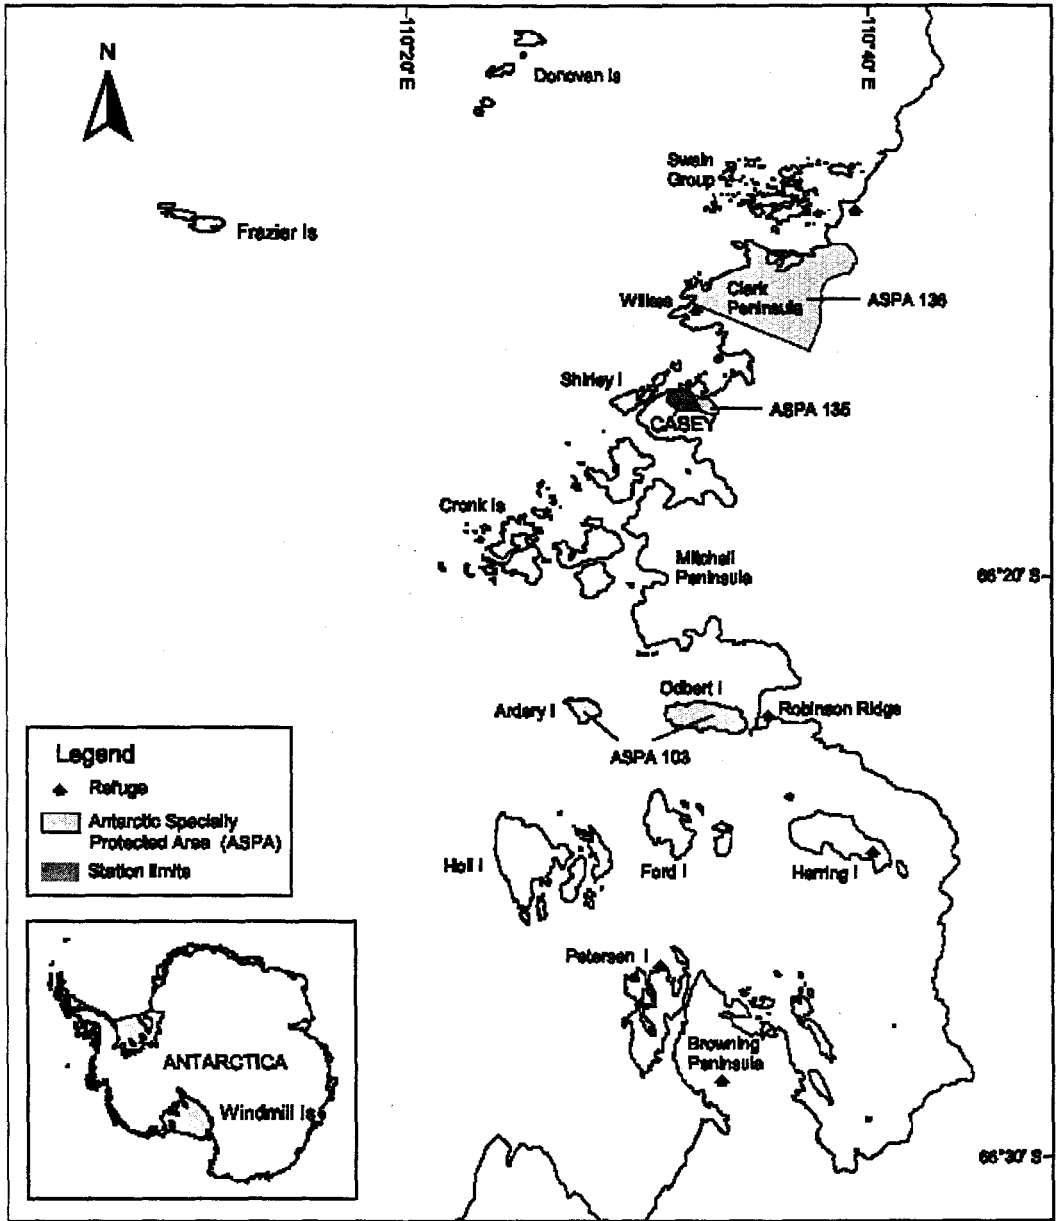 N
110°20' E
110°40' E
Donovan Is
Swain
Group
Frazier Is
Clark
Peninsula
Wilkes
ASPA 136
Shirley I
ASPA 135
CASEY
Cronk Is
Mitchell
Peninsula
66°20' S
Odbert I
Ardery I
Robinson Ridge
ASPA 103
Legend
Refuge
Antarctic Specially
Protected Area (ASPA)
Station limits
Holl I
Ford I
Herring I
Petersen I
Browning
Peninsula
ANTARCTICA
Windmill Is
66°30' S